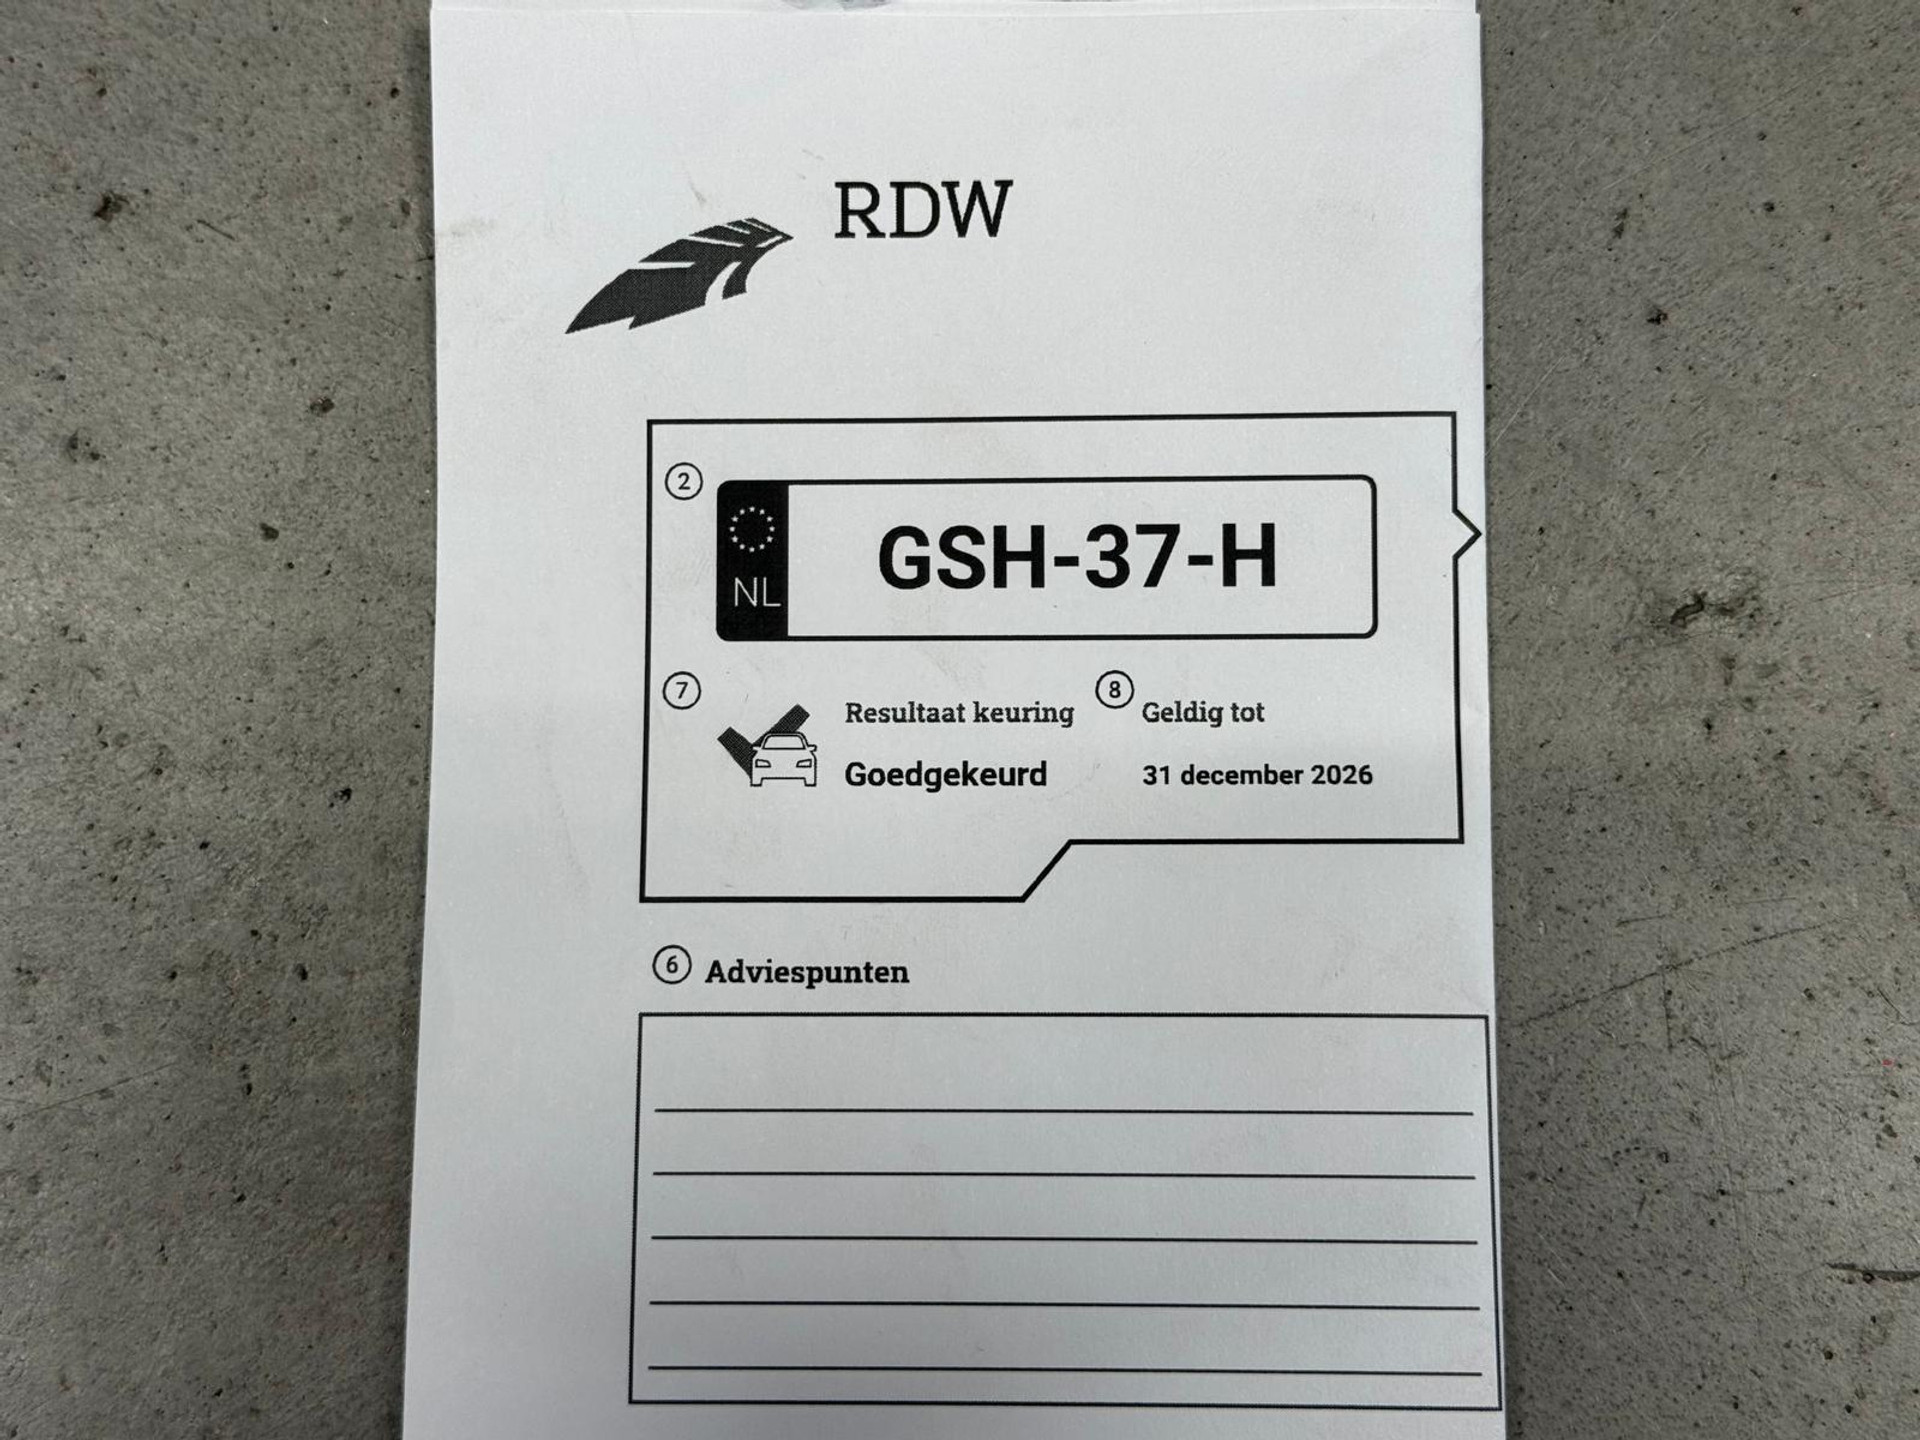 RDW
2
NL
GSH-37-H
7
Resultaat keuring
Goedgekeurd
8
Geldig tot
31 december 2026
6 Adviespunten